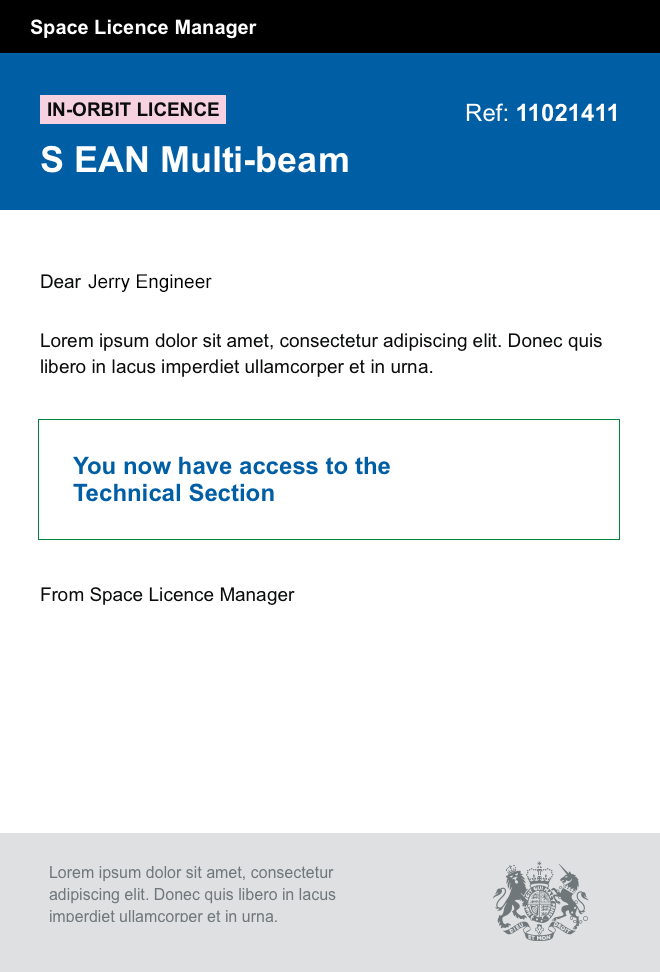 Space Licence Manager
IN-ORBIT LICENCE
Ref: 11021411
S EAN Multi-beam
Dear Jerry Engineer
Lorem ipsum dolor sit amet, consectetur adipiscing elit. Donec quis
libero in lacus imperdiet ullamcorper et in urna.
You now have access to the
Technical Section
From Space Licence Manager
Lorem ipsum dolor sit amet, consectetur
adipiscing elit. Donec quis libero in lacus
imperdiet ullamcorper et in urna.